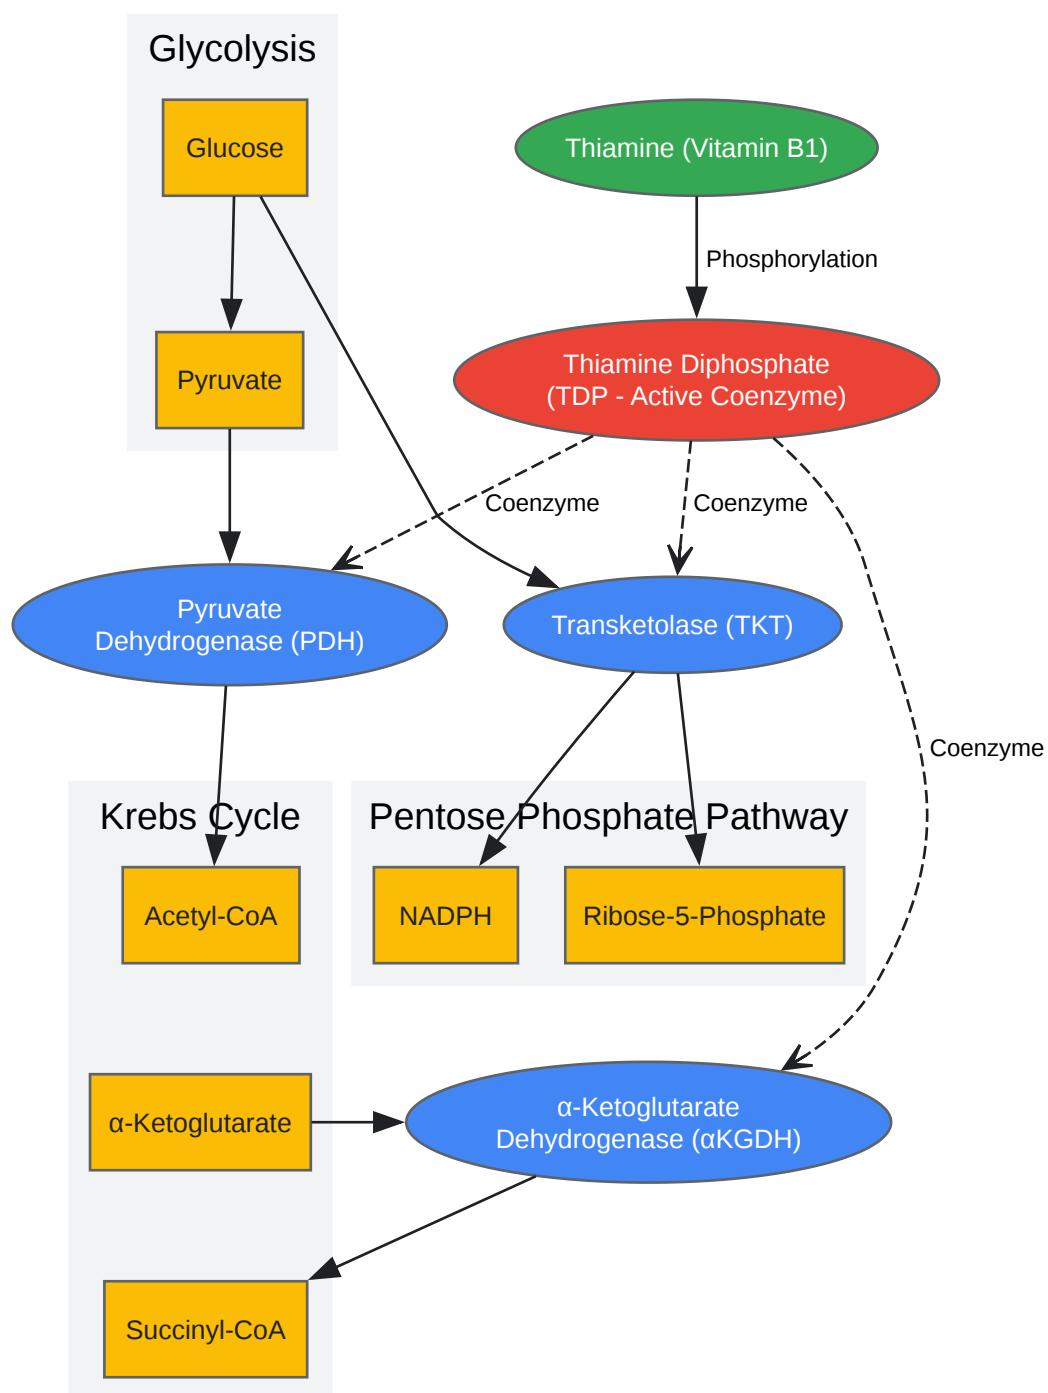 Glycolysis
Glucose
Thiamine (Vitamin B1)
Phosphorylation
Pyruvate
Thiamine Diphosphate
(TDP - Active Coenzyme)
Coenzyme
Coenzyme
Pyruvate
Dehydrogenase (PDH)
Transketolase (TKT)
Coenzyme
Krebs Cycle
Pentose Phosphate Pathway
Acetyl-CoA
NADPH
Ribose-5-Phosphate
α-Ketoglutarate
α-Ketoglutarate
Dehydrogenase (αKGDH)
Succinyl-CoA